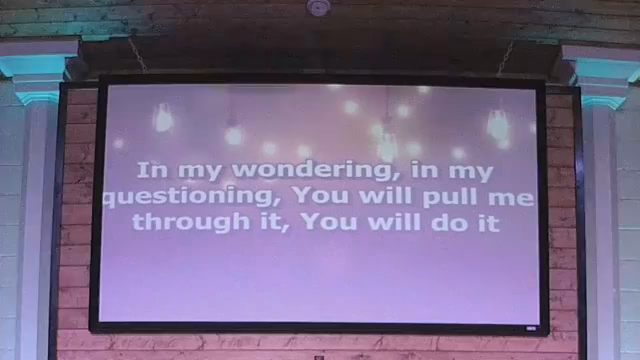 In my wondering, in my
questioning, You will pull me
through it, You will do it